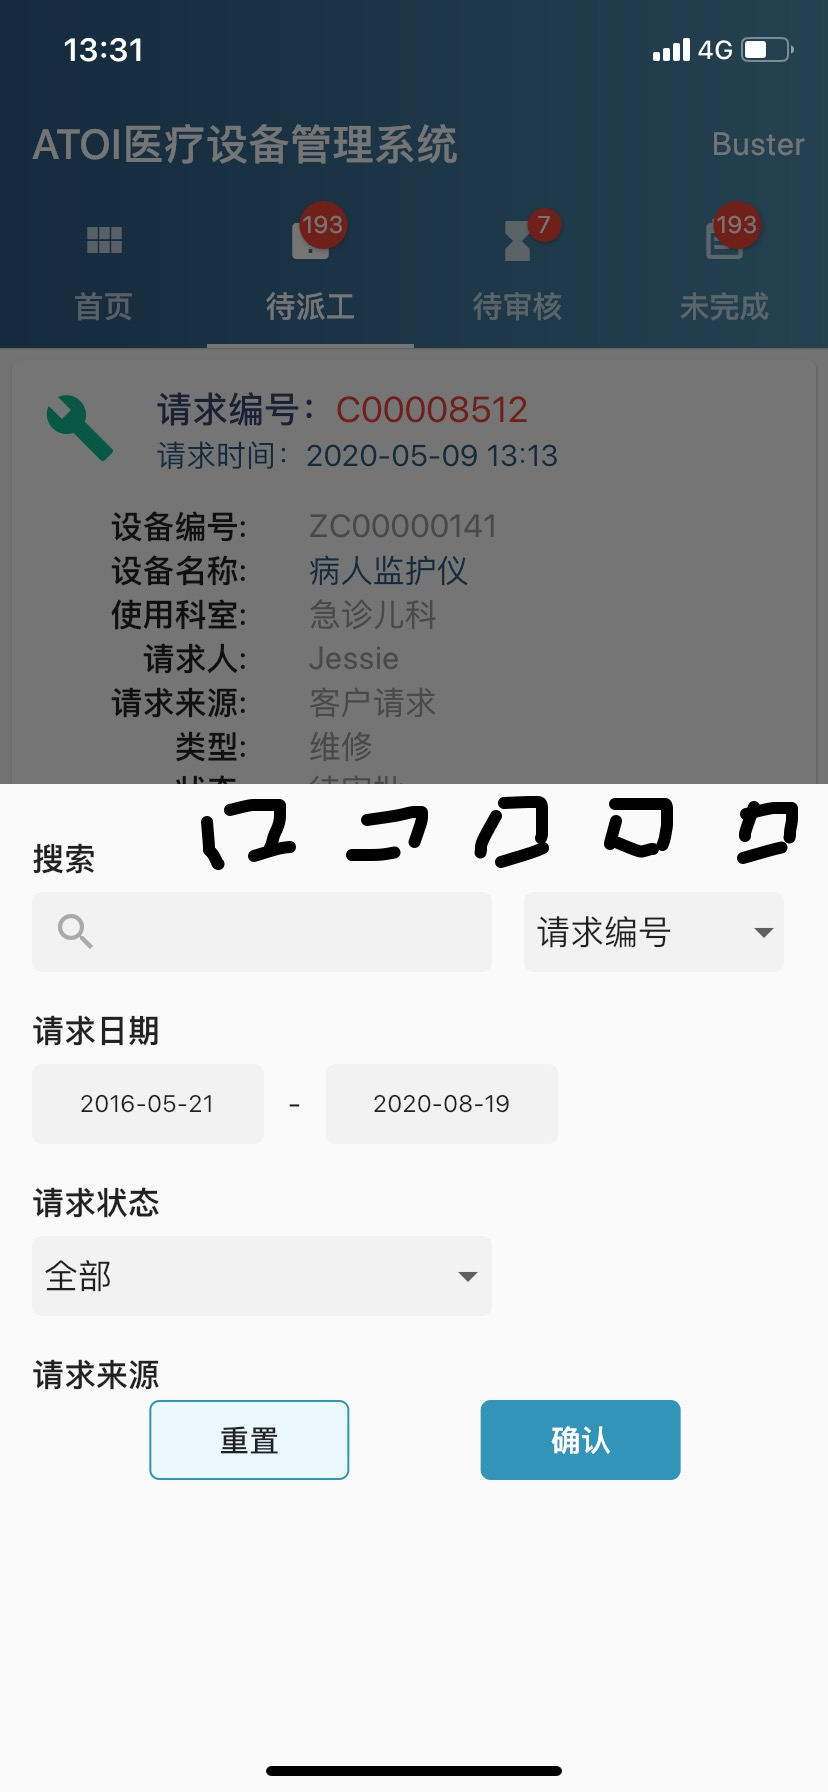 13:31 4G
ATOI医疗设备管理系统 Buster
193 7 193
首页 待派工 待审核 未完成
请求编号： C00008512
请求时间： 2020-05-09 13:13
设备编号: ZC00000141
设备名称: 病人监护仪
使用科室: 急诊儿科
请求人: Jessie
请求来源: 客户请求
类型: 维修
搜索
请求编号
请求日期
2016-05-21 - 2020-08-19
请求状态
全部
请求来源
重置 确认